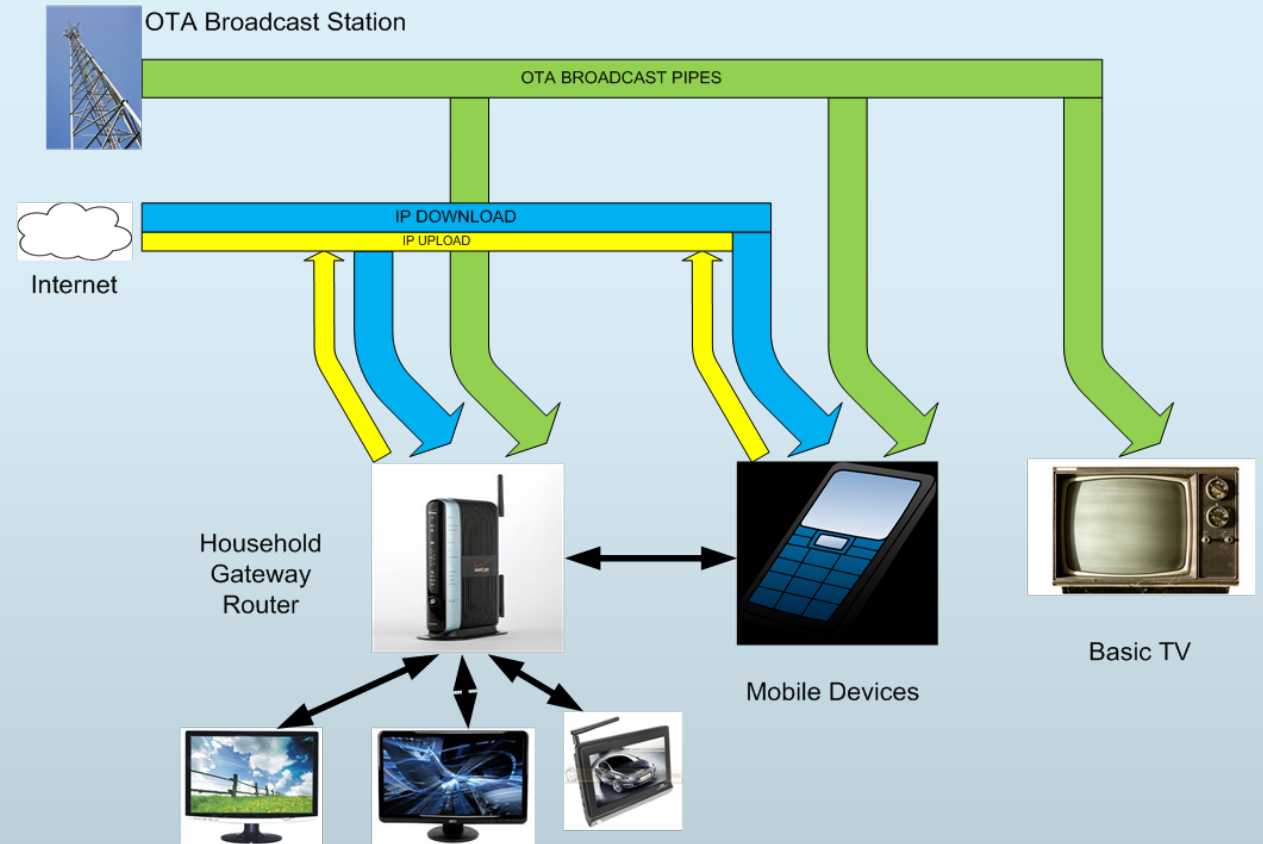 OTA Broadcast Station
OTA BROADCAST PIPES
IP DOWNLOAD
IP UPLOAD
Internet
Household
Gateway
Router
Mobile Devices
Basic TV